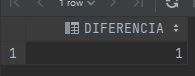 1 row
DIFERENCIA
1 1